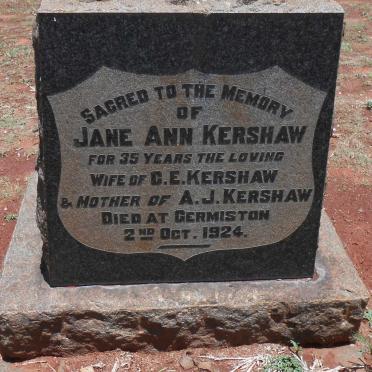 SACRED TO THE MEMORY
OF
JANE ANN KERSHAW
FOR 35 YEARS THE LOVING
WIFE OF C.E.KERSHAW
& MOTHER OF A.J.KERSHAW
DIED AT GERMISTON
2ND OCT. 1924.